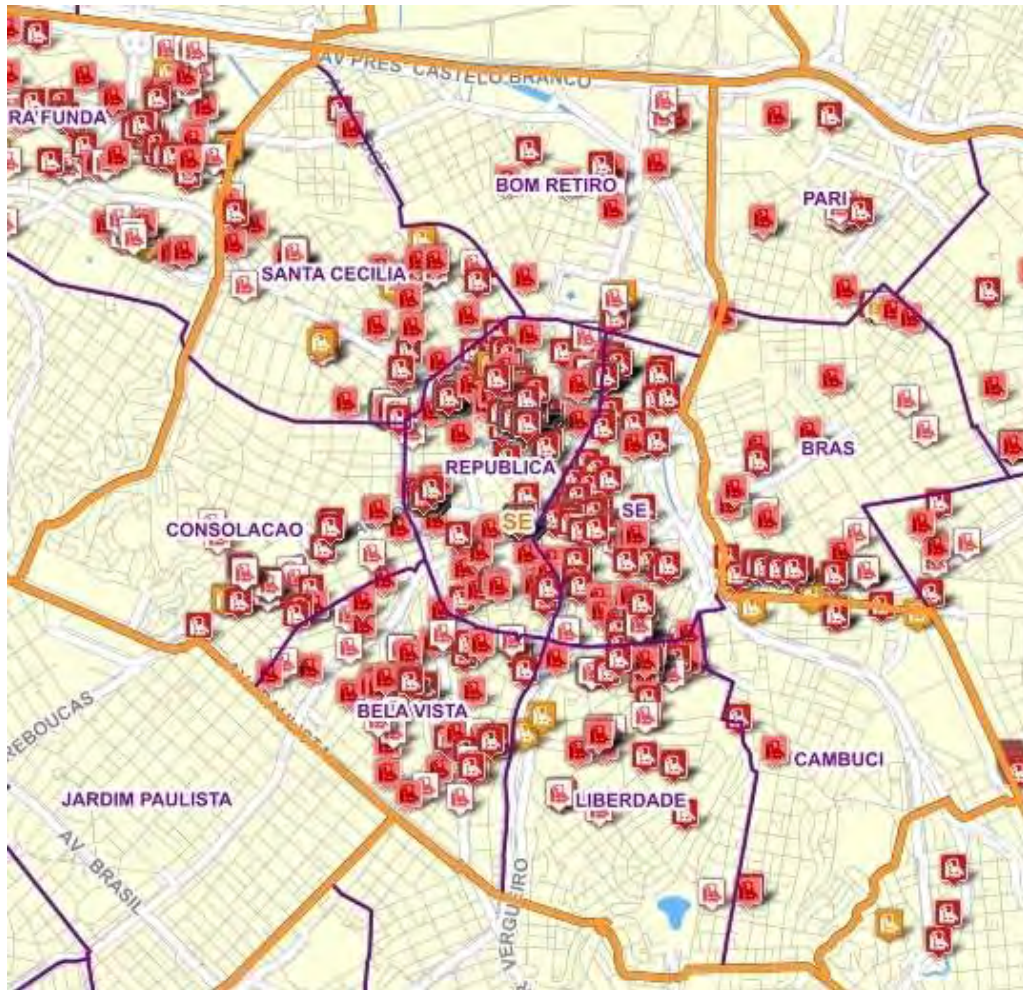 AV PRES CASTELO BRANCO
RA FUNDA
BOM RETIRO
PARI
SANTA CECILIA
REPUBLICA
BRAS
CONSOLACAO
SE
SE
BELA VISTA
REBOUCAS
CAMBUCI
JARDIM PAULISTA
LIBERDADE
AV BRASIL
VERGUEIRO